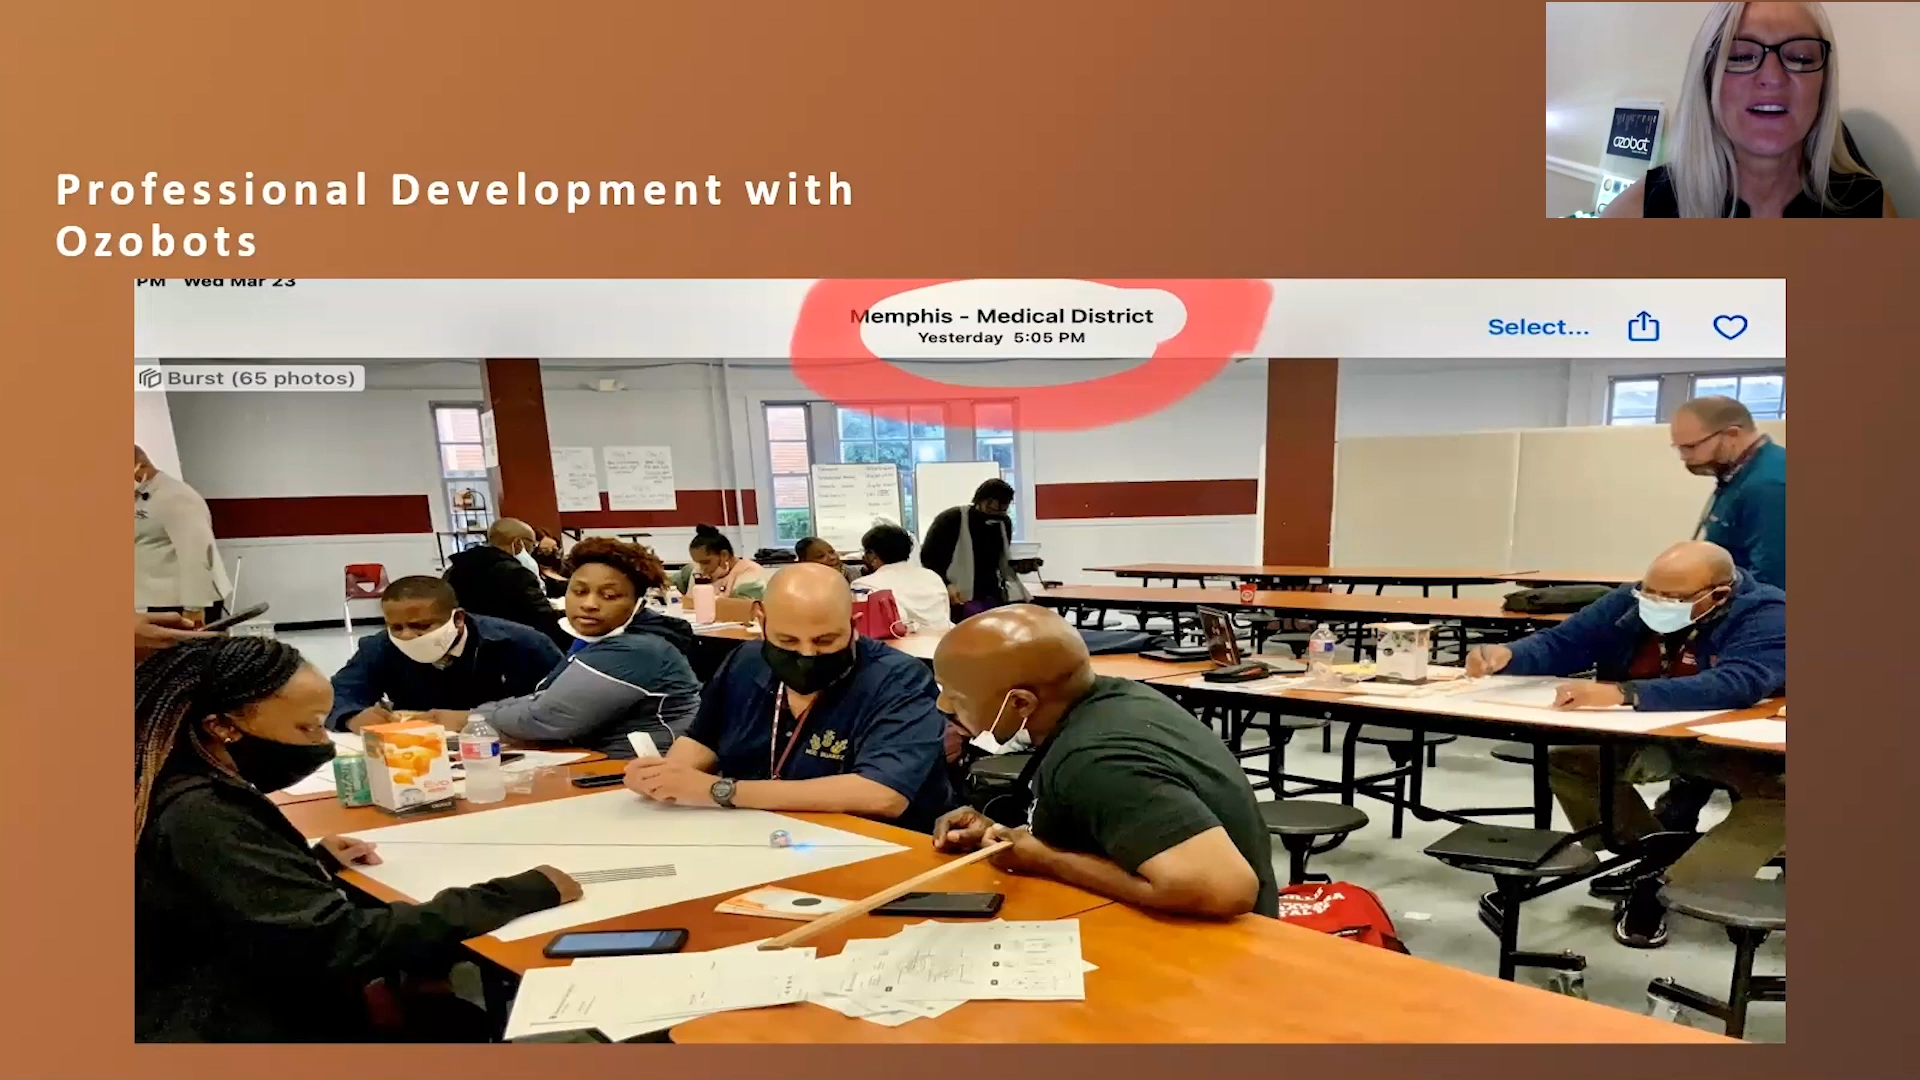 Professional Development with
Ozobots
ozobot
PM Wed Mar 23
Memphis - Medical District
Yesterday 5:05 PM
Select...
Burst (65 photos)
EVO